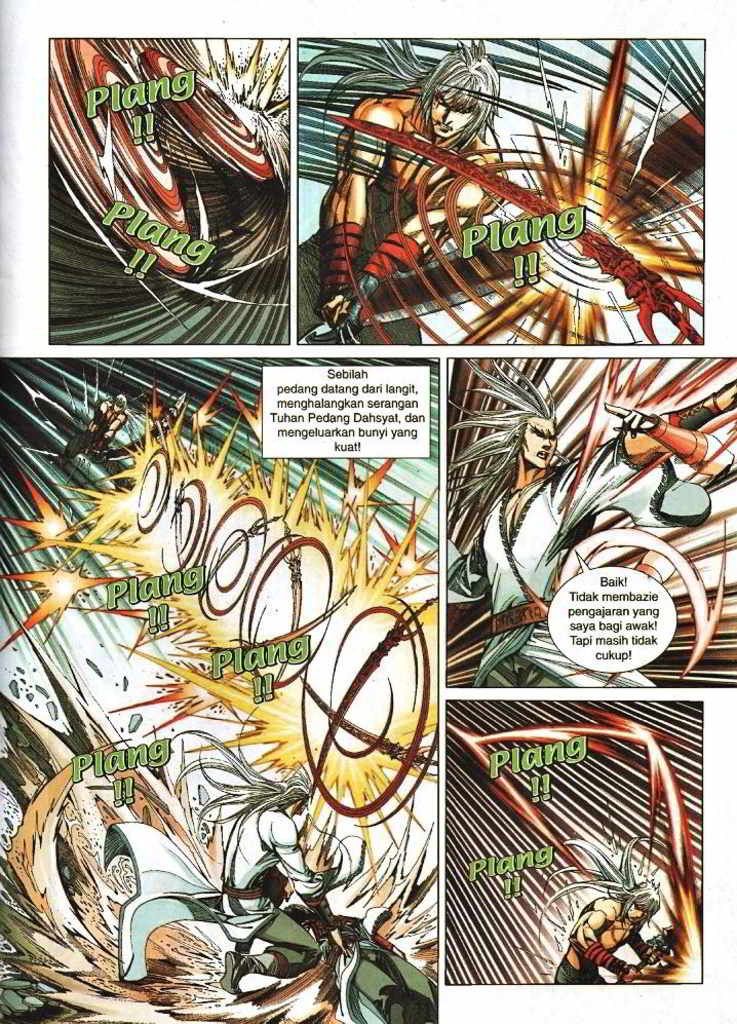 Plang
!!
Plang
!!
Plang
!!
Sebilah
pedang datang dari langit,
menghalangkan serangan
Tuhan Pedang Dahsyat, dan
mengeluarkan bunyi yang
kuat!
Plang
!!
Plang
!!
Plang
!!
Baik!
Tidak membazie
pengajaran yang
saya bagi awak!
Tapi masih tidak
cukup!
Plang
!!
Plang
!!